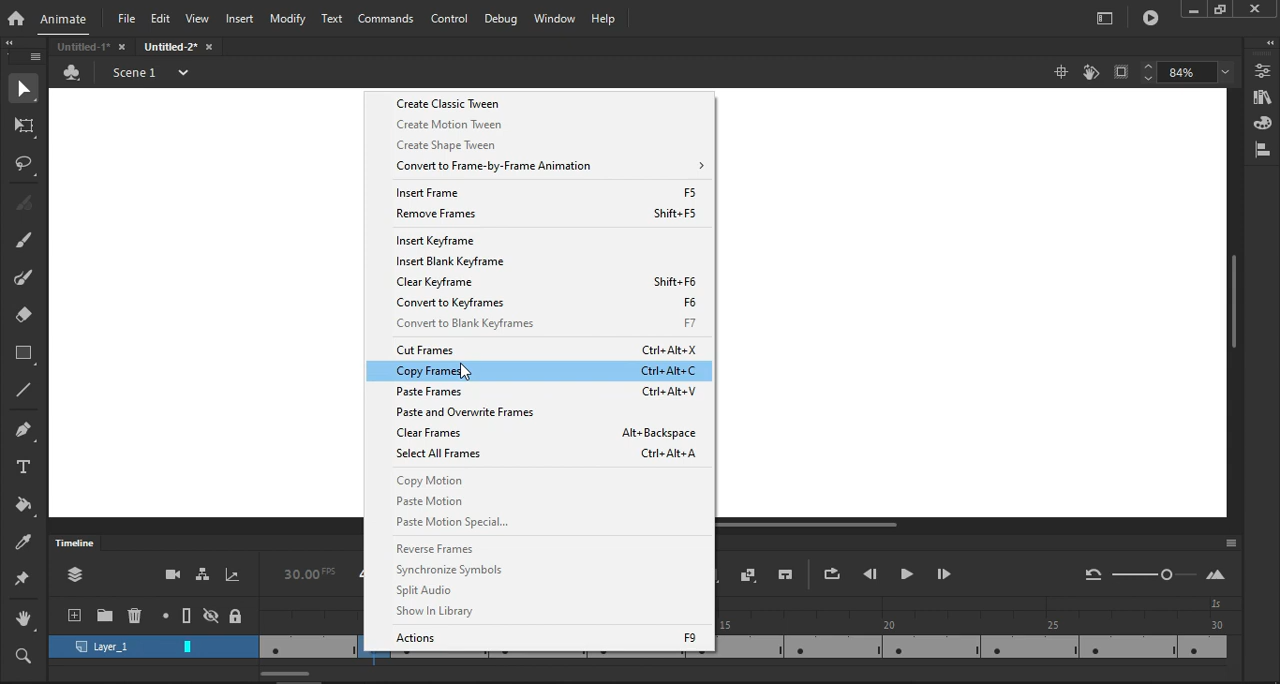 Animate File Edit View Insert Modify Text Commands Control Debug Window Help
Untitled-1* × Untitled-2* ×
Scene 1 84%
Create Classic Tween
Create Motion Tween
Create Shape Tween
Convert to Frame-by-Frame Animation >
Insert Frame F5
Remove Frames Shift+F5
Insert Keyframe
Insert Blank Keyframe
Clear Keyframe Shift+F6
Convert to Keyframes F6
Convert to Blank Keyframes F7
Cut Frames Ctrl+Alt+X
Copy Frames Ctrl+Alt+C
Paste Frames Ctrl+Alt+V
Paste and Overwrite Frames
Clear Frames Alt+Backspace
Select All Frames Ctrl+Alt+A
Copy Motion
Paste Motion
Paste Motion Special...
Reverse Frames
Synchronize Symbols
Split Audio
Show In Library
Actions F9
Timeline
30.00 FPS
1s
15 20 25 30
Layer_1